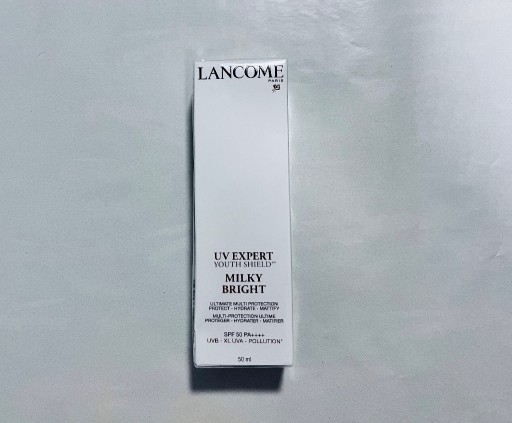 LANCOME
PARIS
UV EXPERT
YOUTH SHIELD™
MILKY
BRIGHT
ULTIMATE MULTI PROTECTION
PROTECT - HYDRATE - MATTIFY
MULTI-PROTECTION ULTIME
PROTEGER - HYDRATER - MATIFIER
SPF 50 PA++++
UVB - XL UVA - POLLUTION*
50 ml